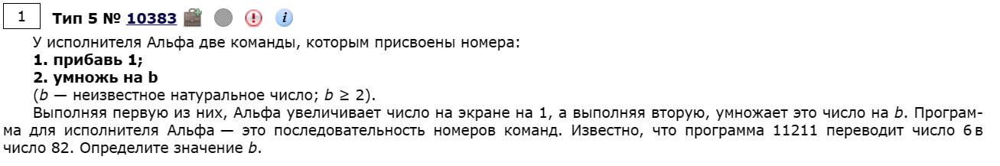 1 Тип 5 № 10383 i
У исполнителя Альфа две команды, которым присвоены номера:
1. прибавь 1;
2. умножь на b
(b — неизвестное натуральное число; b ≥ 2).
Выполняя первую из них, Альфа увеличивает число на экране на 1, а выполняя вторую, умножает это число на b. Програм-
ма для исполнителя Альфа — это последовательность номеров команд. Известно, что программа 11211 переводит число 6 в
число 82. Определите значение b.